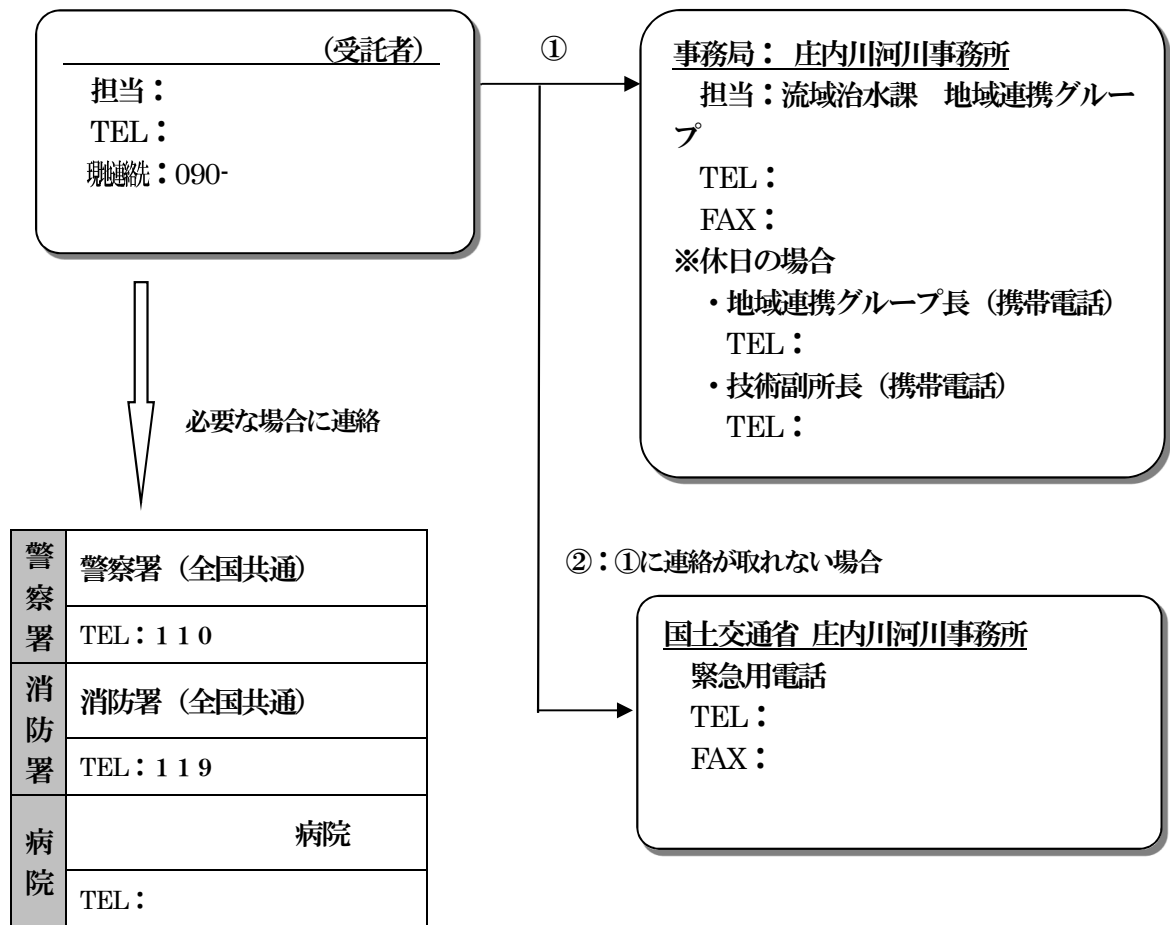 (受託者)
担当：
TEL：
現地連絡先：090-
①
事務局： 庄内川河川事務所
担当：流域治水課　地域連携グルー
プ
TEL：
FAX：
※休日の場合
・地域連携グループ長（携帯電話）
TEL：
・技術副所長（携帯電話）
TEL：
必要な場合に連絡
②：①に連絡が取れない場合
国土交通省 庄内川河川事務所
緊急用電話
TEL：
FAX：
警察署
警察署（全国共通）
TEL：１１０
消防署
消防署（全国共通）
TEL：１１９
病院
病院
TEL：